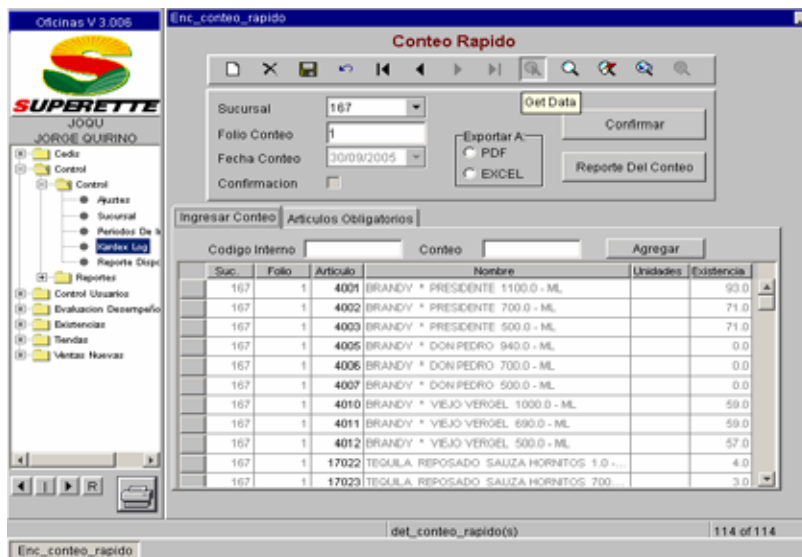 Oficinas V 3.006
Enc_conteo_rapido
SUPERETTE
JOQU
JORGE QUIRINO
Cedis
Control
Control
Ajustes
Sucursal
Periodos De I
Kardex Log
Reporte Dispo
Reportes
Control Usuarios
Evaluacion Desempeño
Existencias
Tiendas
Ventas Nuevas
R
Conteo Rapido
Get Data
Sucursal 167
Folio Conteo 1
Fecha Conteo 30/09/2005
Confirmacion
Exportar A:
PDF
EXCEL
Confirmar
Reporte Del Conteo
Ingresar Conteo Articulos Obligatorios
Codigo Interno Conteo Agregar
Suc. Folio Articulo Nombre Unidades Existencia
167 1 4001 BRANDY * PRESIDENTE 1100.0 - ML 93.0
167 1 4002 BRANDY * PRESIDENTE 700.0 - ML 71.0
167 1 4003 BRANDY * PRESIDENTE 500.0 - ML 71.0
167 1 4005 BRANDY * DON PEDRO 940.0 - ML 0.0
167 1 4006 BRANDY * DON PEDRO 700.0 - ML 0.0
167 1 4007 BRANDY * DON PEDRO 500.0 - ML 0.0
167 1 4010 BRANDY * VIEJO VERGEL 1000.0 - ML 59.0
167 1 4011 BRANDY * VIEJO VERGEL 690.0 - ML 59.0
167 1 4012 BRANDY * VIEJO VERGEL 500.0 - ML 57.0
167 1 17022 TEQUILA REPOSADO SAUZA HORNITOS 1.0 -... 4.0
167 1 17023 TEQUILA REPOSADO SAUZA HORNITOS 700.... 3.0
det_conteo_rapido(s) 114 of 114
Enc_conteo_rapido